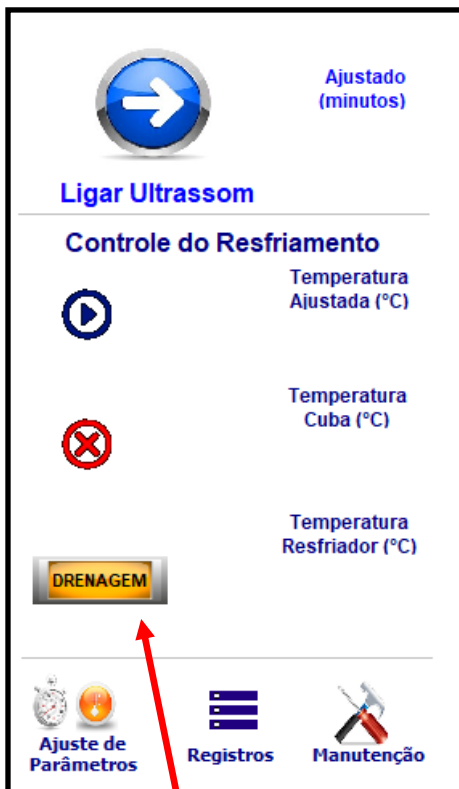 Ajustado
(minutos)
Ligar Ultrassom
Controle do Resfriamento
Temperatura
Ajustada (°C)
Temperatura
Cuba (°C)
Temperatura
Resfriador (°C)
DRENAGEM
Ajuste de
Parâmetros
Registros
Manutenção